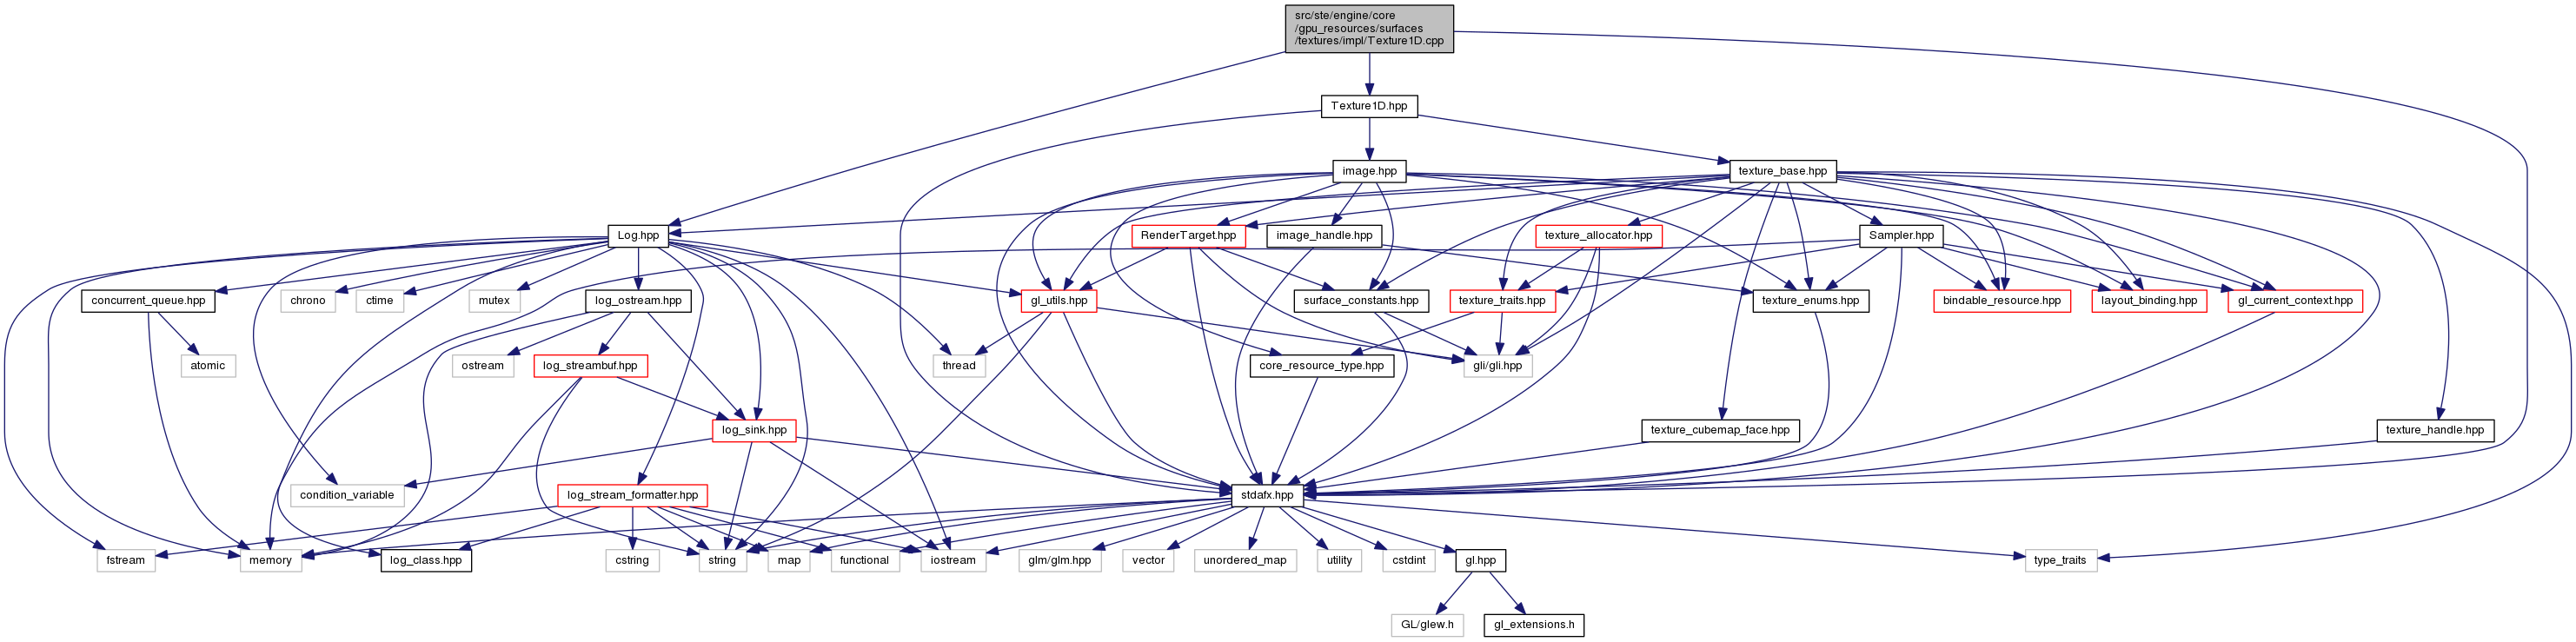 src/ste/engine/core
/gpu_resources/surfaces
/textures/impl/Texture1D.cpp
Texture1D.hpp
image.hpp
texture_base.hpp
Log.hpp
RenderTarget.hpp
image_handle.hpp
texture_allocator.hpp
Sampler.hpp
concurrent_queue.hpp
chrono
ctime
mutex
log_ostream.hpp
gl_utils.hpp
surface_constants.hpp
texture_traits.hpp
texture_enums.hpp
bindable_resource.hpp
layout_binding.hpp
gl_current_context.hpp
atomic
ostream
log_streambuf.hpp
thread
core_resource_type.hpp
gli/gli.hpp
log_sink.hpp
texture_cubemap_face.hpp
texture_handle.hpp
condition_variable
log_stream_formatter.hpp
stdafx.hpp
fstream
memory
log_class.hpp
cstring
string
map
functional
iostream
glm/glm.hpp
vector
unordered_map
utility
cstdint
gl.hpp
type_traits
GL/glew.h
gl_extensions.h